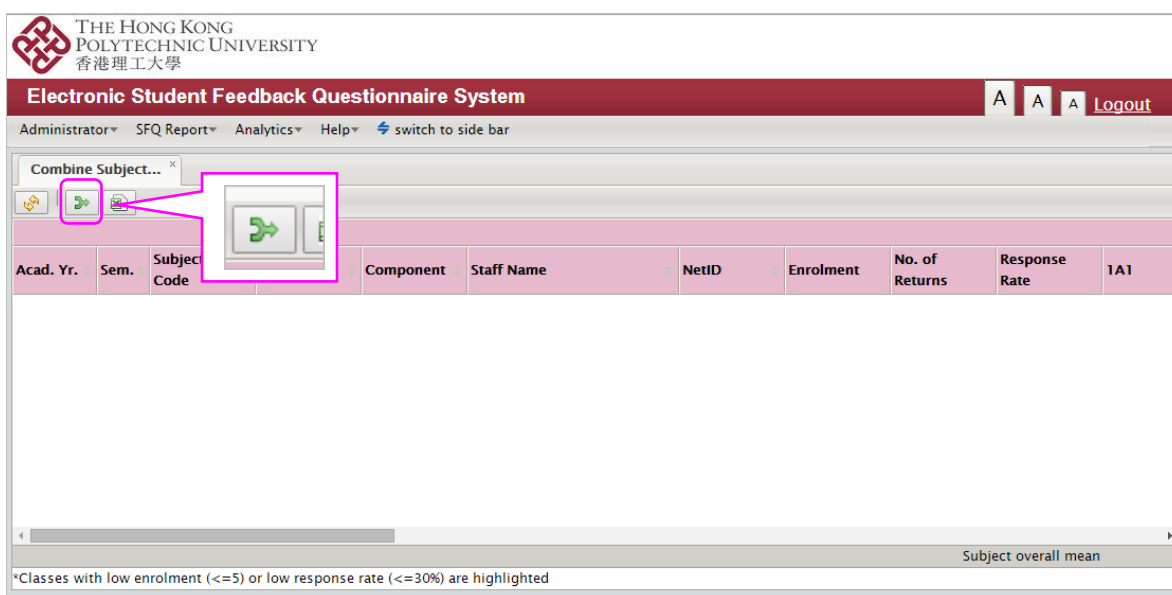 THE HONG KONG
POLYTECHNIC UNIVERSITY
香港理工大學
Electronic Student Feedback Questionnaire System
A A A Logout
Administrator SFQ Report Analytics Help switch to side bar
Combine Subject... ×
Acad. Yr. Sem. Subject Code Component Staff Name NetID Enrolment No. of Returns Response Rate 1A1
Subject overall mean
*Classes with low enrolment (<=5) or low response rate (<=30%) are highlighted